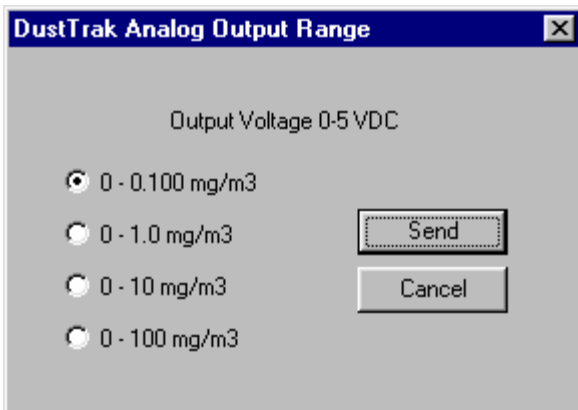 DustTrak Analog Output Range
Output Voltage 0-5 VDC
0 - 0.100 mg/m3
0 - 1.0 mg/m3
Send
0 - 10 mg/m3
Cancel
0 - 100 mg/m3